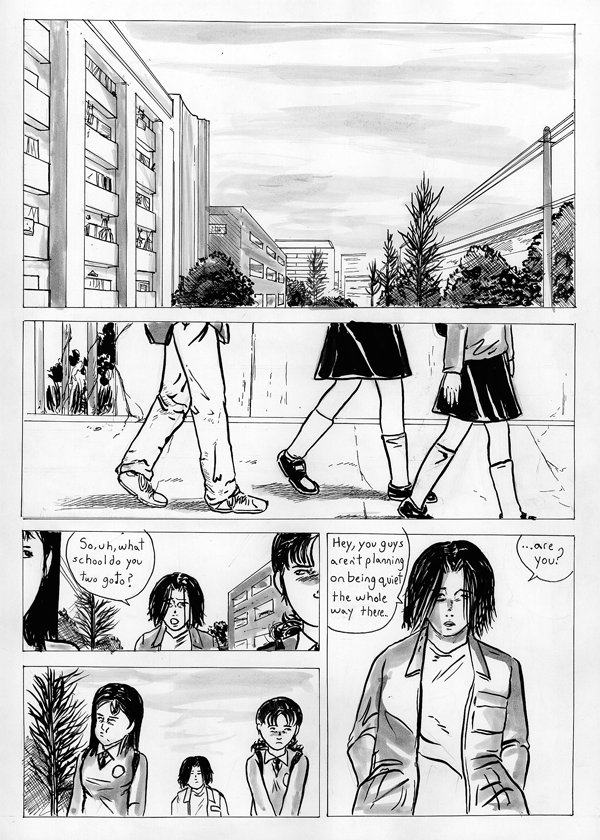 So, uh, what
school do you
two go to?
Hey, you guys
aren't planning
on being quiet
the whole
way there..
...are
you?